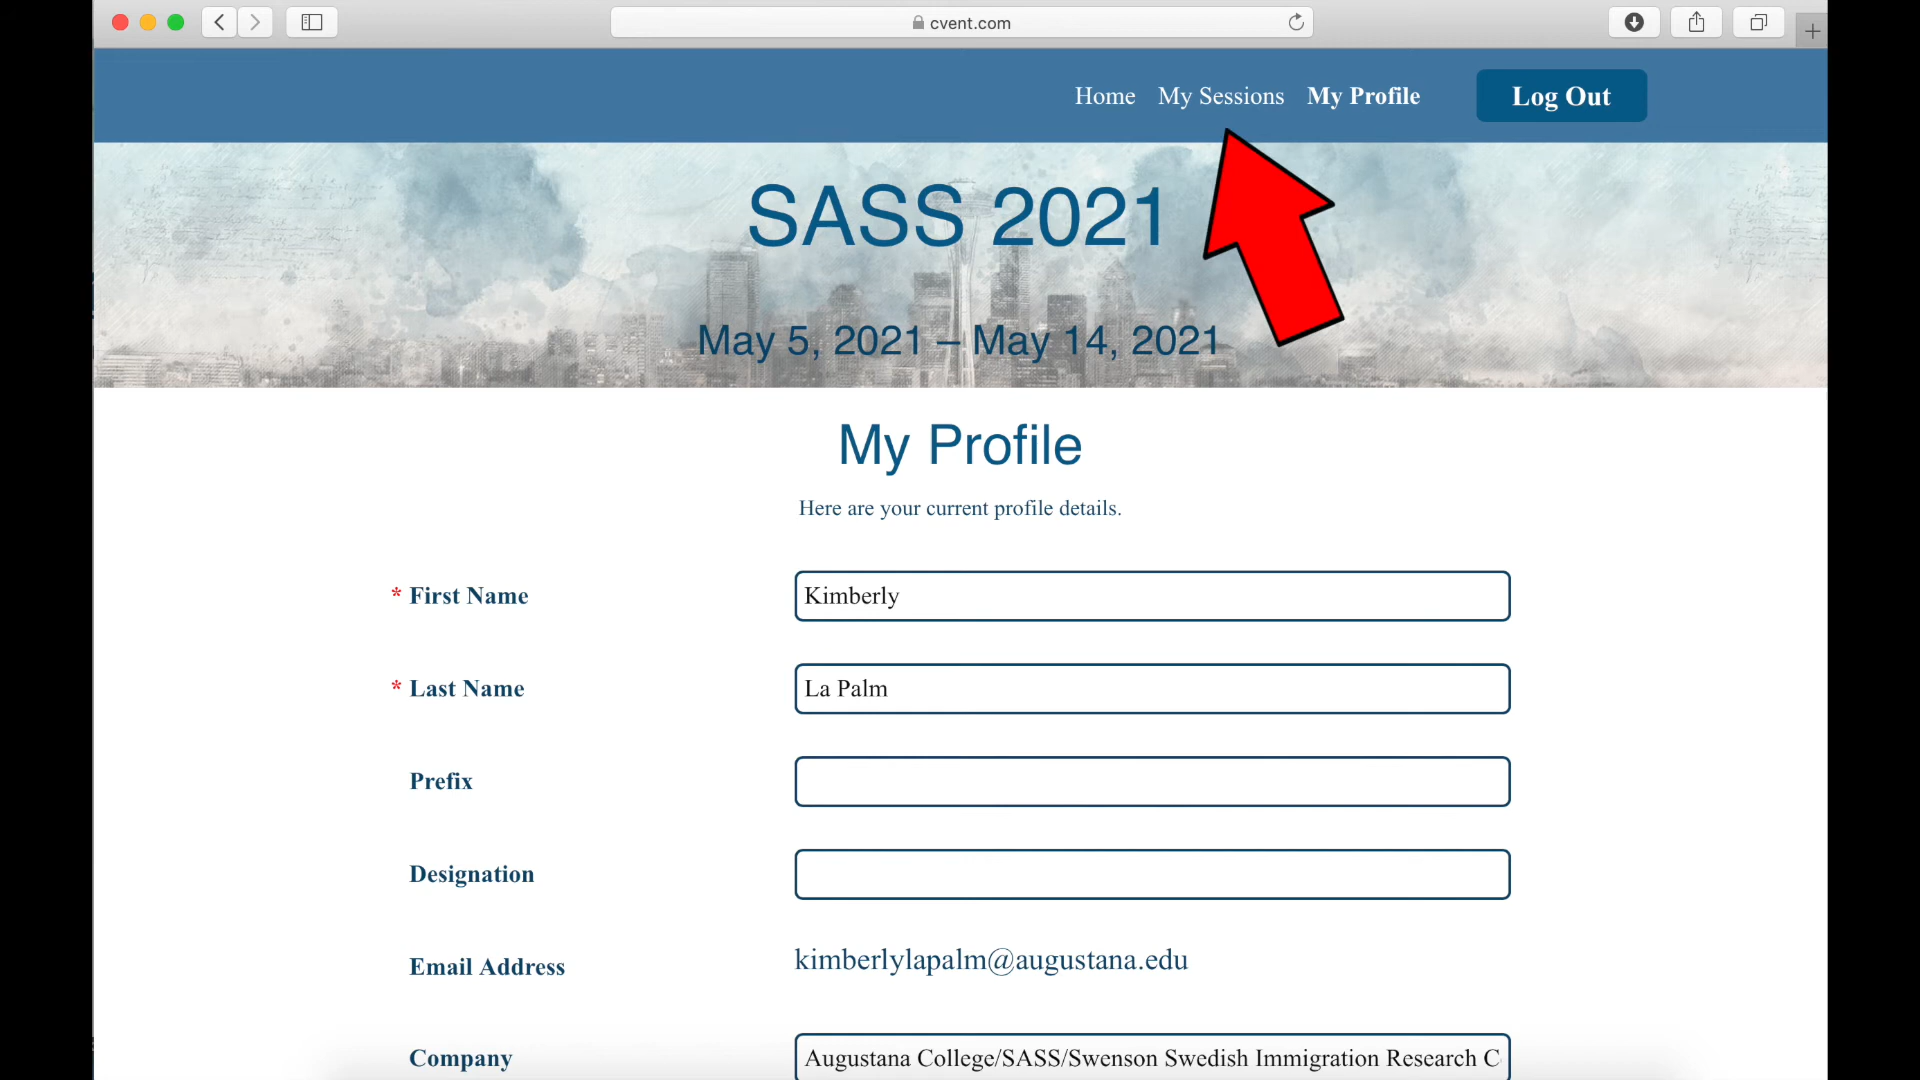 cvent.com
Home My Sessions My Profile Log Out
SASS 2021
May 5, 2021 – May 14, 2021
My Profile
Here are your current profile details.
* First Name Kimberly
* Last Name La Palm
Prefix
Designation
Email Address kimberlylapalm@augustana.edu
Company Augustana College/SASS/Swenson Swedish Immigration Research C